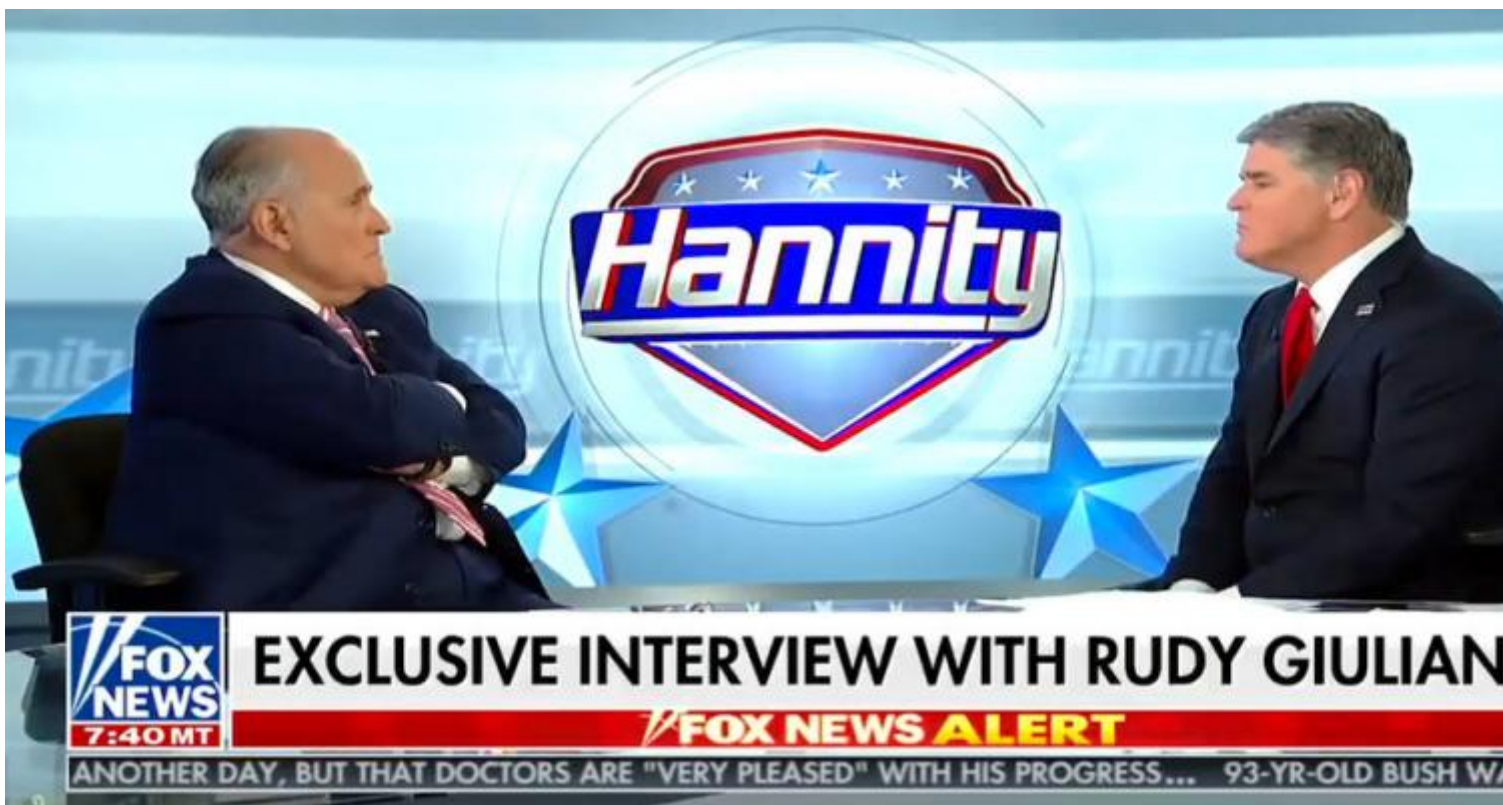 Hannity
EXCLUSIVE INTERVIEW WITH RUDY GIULIAN
FOX
NEWS
7:40 MT
FOX NEWS ALERT
ANOTHER DAY, BUT THAT DOCTORS ARE "VERY PLEASED" WITH HIS PROGRESS... 93-YR-OLD BUSH WA